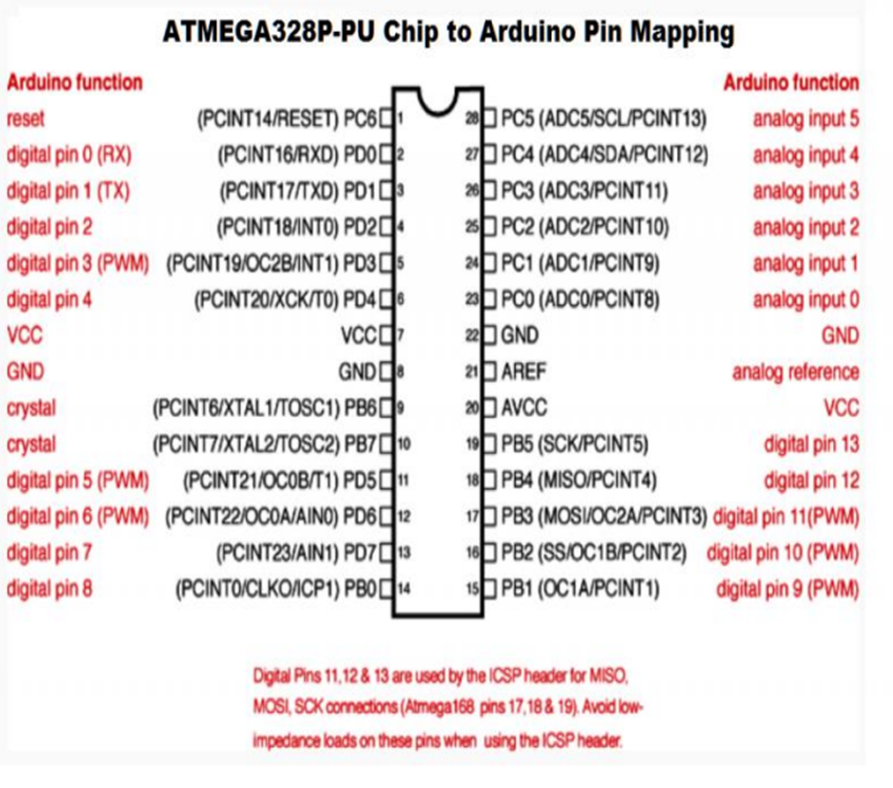 ATMEGA328P-PU Chip to Arduino Pin Mapping
Arduino function Arduino function
reset (PCINT14/RESET) PC6 1 28 PC5 (ADC5/SCL/PCINT13) analog input 5
digital pin 0 (RX) (PCINT16/RXD) PD0 2 27 PC4 (ADC4/SDA/PCINT12) analog input 4
digital pin 1 (TX) (PCINT17/TXD) PD1 3 26 PC3 (ADC3/PCINT11) analog input 3
digital pin 2 (PCINT18/INT0) PD2 4 25 PC2 (ADC2/PCINT10) analog input 2
digital pin 3 (PWM) (PCINT19/OC2B/INT1) PD3 5 24 PC1 (ADC1/PCINT9) analog input 1
digital pin 4 (PCINT20/XCK/T0) PD4 6 23 PC0 (ADC0/PCINT8) analog input 0
VCC VCC 7 22 GND GND
GND GND 8 21 AREF analog reference
crystal (PCINT6/XTAL1/TOSC1) PB6 9 20 AVCC VCC
crystal (PCINT7/XTAL2/TOSC2) PB7 10 19 PB5 (SCK/PCINT5) digital pin 13
digital pin 5 (PWM) (PCINT21/OC0B/T1) PD5 11 18 PB4 (MISO/PCINT4) digital pin 12
digital pin 6 (PWM) (PCINT22/OC0A/AIN0) PD6 12 17 PB3 (MOSI/OC2A/PCINT3) digital pin 11(PWM)
digital pin 7 (PCINT23/AIN1) PD7 13 16 PB2 (SS/OC1B/PCINT2) digital pin 10 (PWM)
digital pin 8 (PCINT0/CLKO/ICP1) PB0 14 15 PB1 (OC1A/PCINT1) digital pin 9 (PWM)
Digital Pins 11,12 & 13 are used by the ICSP header for MISO,
MOSI, SCK connections (Atmega168 pins 17,18 & 19). Avoid low-
impedance loads on these pins when using the ICSP header.